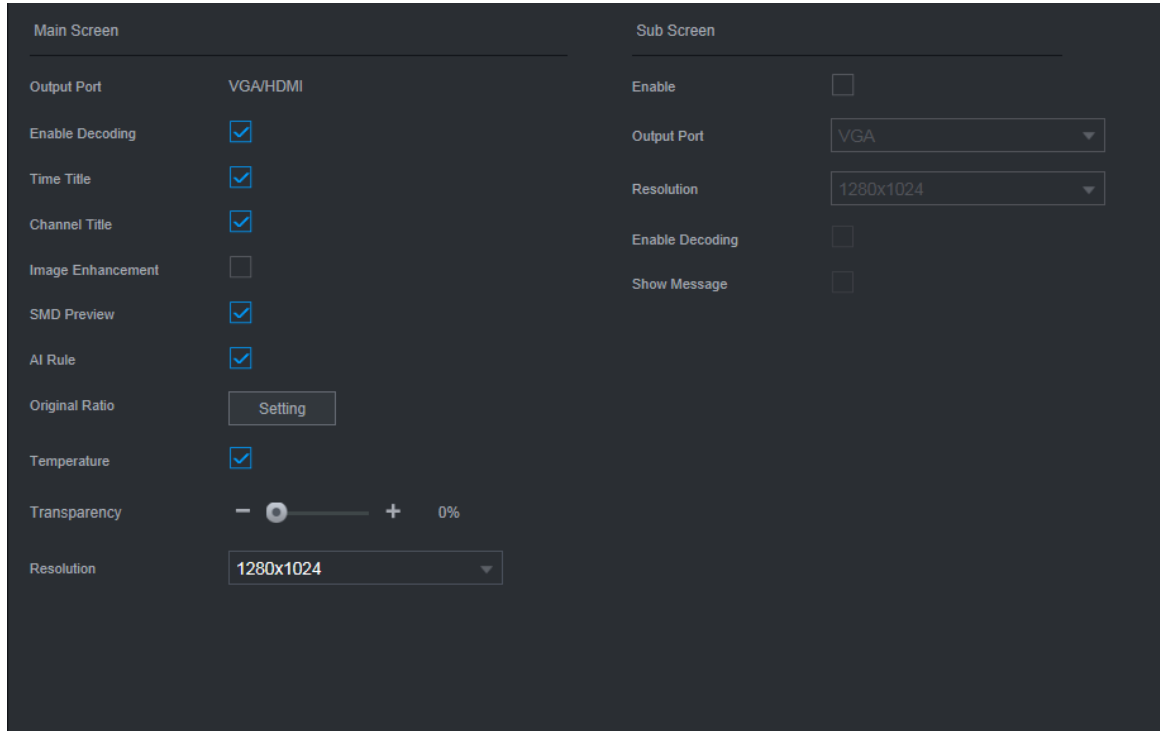 Main Screen
Output Port VGA/HDMI
Enable Decoding
Time Title
Channel Title
Image Enhancement
SMD Preview
AI Rule
Original Ratio Setting
Temperature
Transparency − + 0%
Resolution 1280x1024
Sub Screen
Enable
Output Port VGA
Resolution 1280x1024
Enable Decoding
Show Message